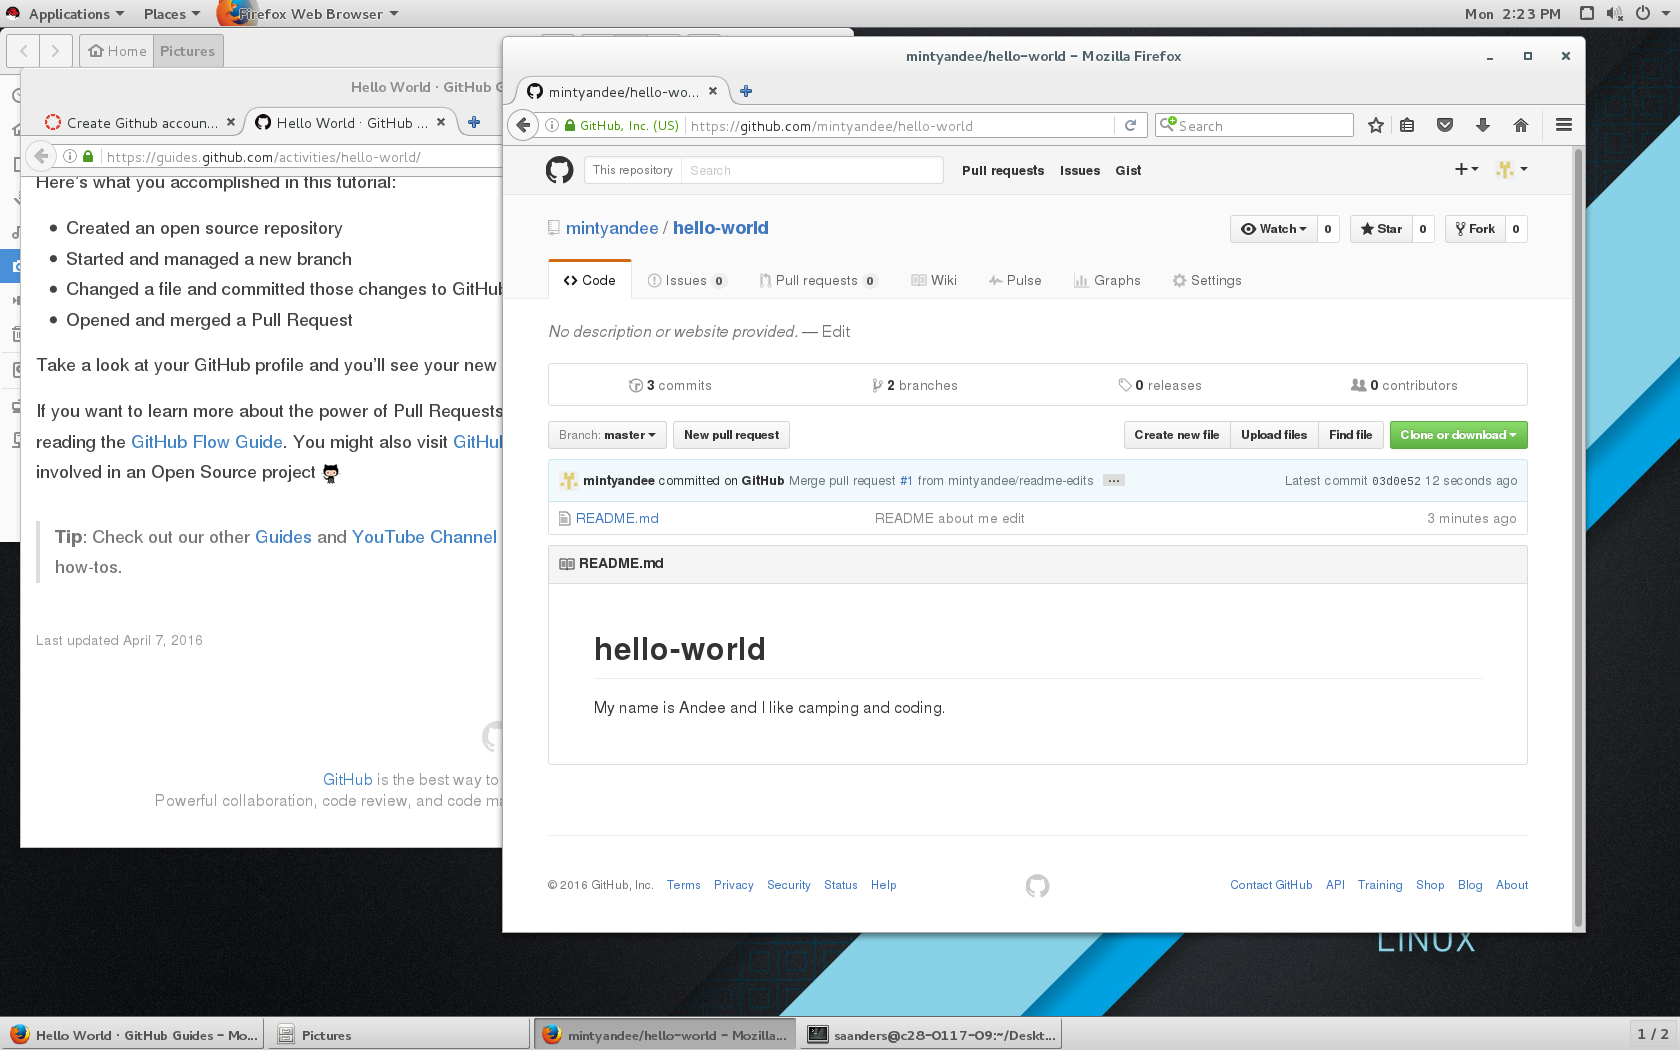 Applications Places Firefox Web Browser Mon 2:23 PM
Home Pictures
Hello World · GitHub G
Create Github accoun... Hello World · GitHub ...
https://guides.github.com/activities/hello-world/
Here's what you accomplished in this tutorial:
Created an open source repository
Started and managed a new branch
Changed a file and committed those changes to GitHub
Opened and merged a Pull Request
Take a look at your GitHub profile and you'll see your new
If you want to learn more about the power of Pull Requests
reading the GitHub Flow Guide. You might also visit GitHub
involved in an Open Source project
Tip: Check out our other Guides and YouTube Channel
how-tos.
Last updated April 7, 2016
GitHub is the best way to
Powerful collaboration, code review, and code ma
mintyandee/hello-world - Mozilla Firefox
mintyandee/hello-wo...
GitHub, Inc. (US) https://github.com/mintyandee/hello-world Search
This repository Search Pull requests Issues Gist
mintyandee / hello-world Watch 0 Star 0 Fork 0
Code Issues 0 Pull requests 0 Wiki Pulse Graphs Settings
No description or website provided. — Edit
3 commits 2 branches 0 releases 0 contributors
Branch: master New pull request Create new file Upload files Find file Clone or download
mintyandee committed on GitHub Merge pull request #1 from mintyandee/readme-edits ... Latest commit 03d0e52 12 seconds ago
README.md README about me edit 3 minutes ago
README.md
hello-world
My name is Andee and I like camping and coding.
© 2016 GitHub, Inc. Terms Privacy Security Status Help Contact GitHub API Training Shop Blog About
LINUX
Hello World · GitHub Guides - Mo... Pictures mintyandee/hello-world - Mozilla... saanders@c28-0117-09:~/Deskt... 1 / 2